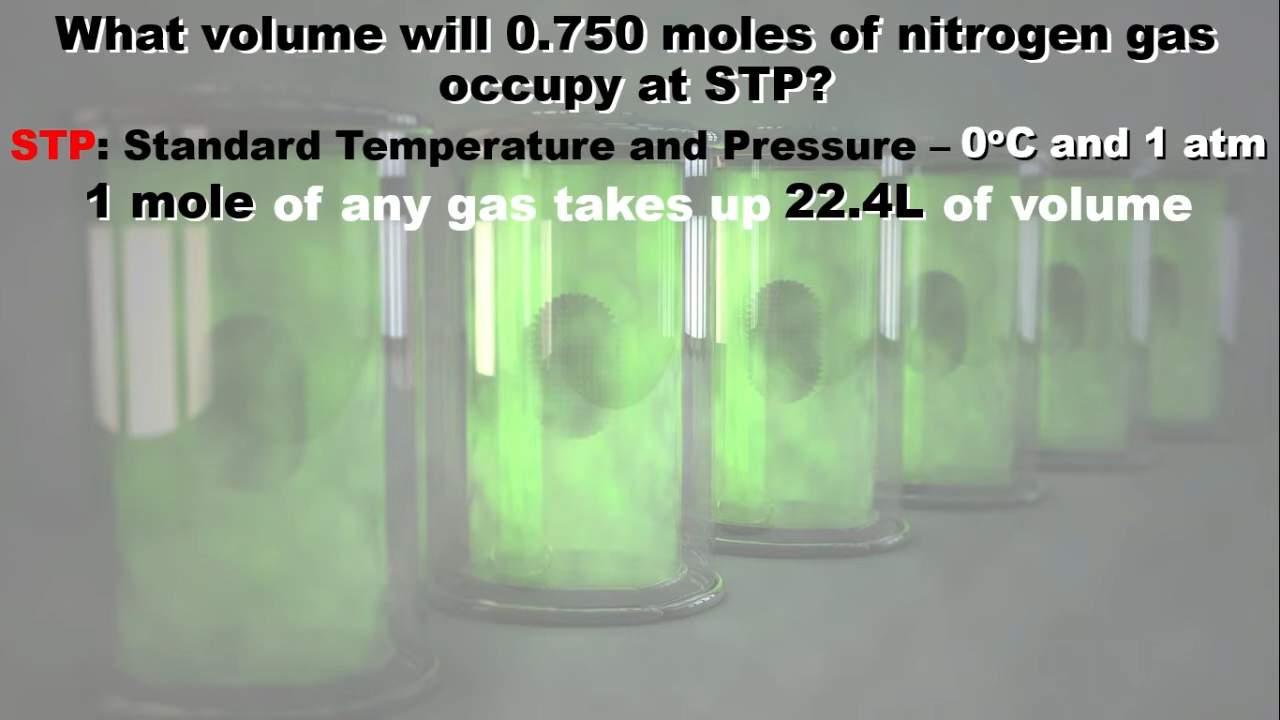 What volume will 0.750 moles of nitrogen gas
occupy at STP?
STP: Standard Temperature and Pressure – 0°C and 1 atm
1 mole of any gas takes up 22.4L of volume